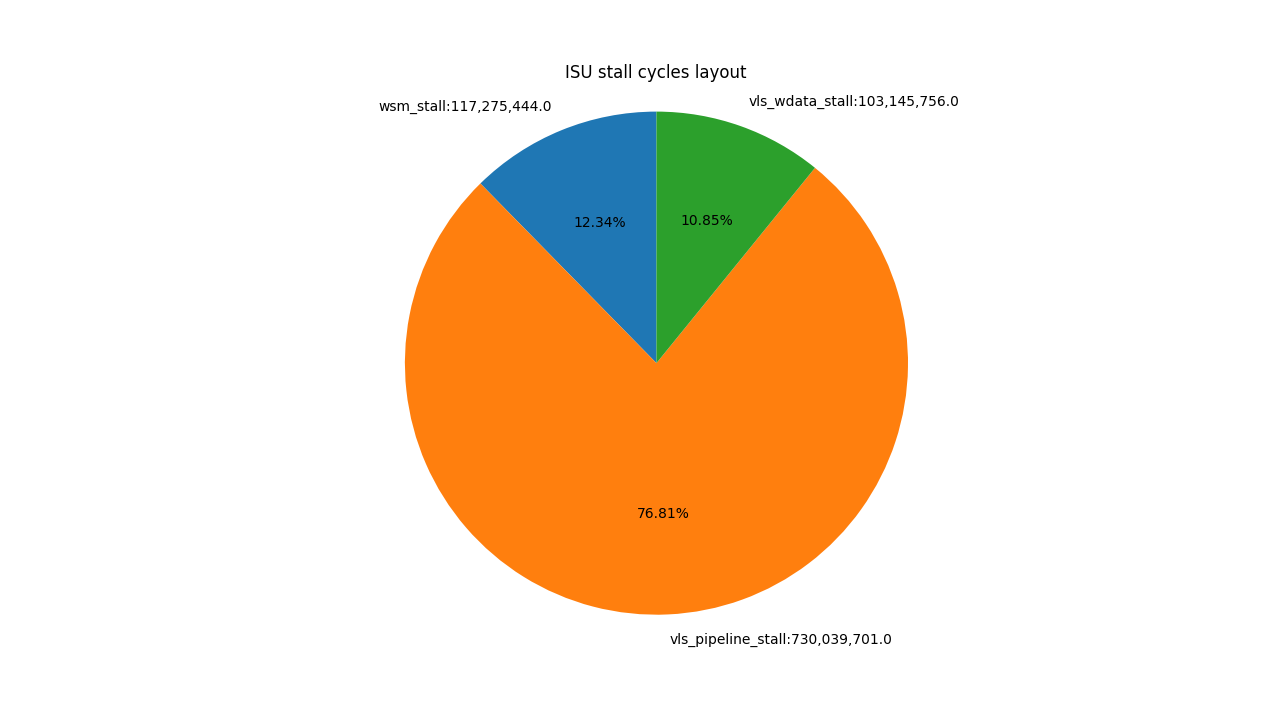 ISU stall cycles layout
wsm_stall:117,275,444.0
vls_wdata_stall:103,145,756.0
12.34%
10.85%
76.81%
vls_pipeline_stall:730,039,701.0